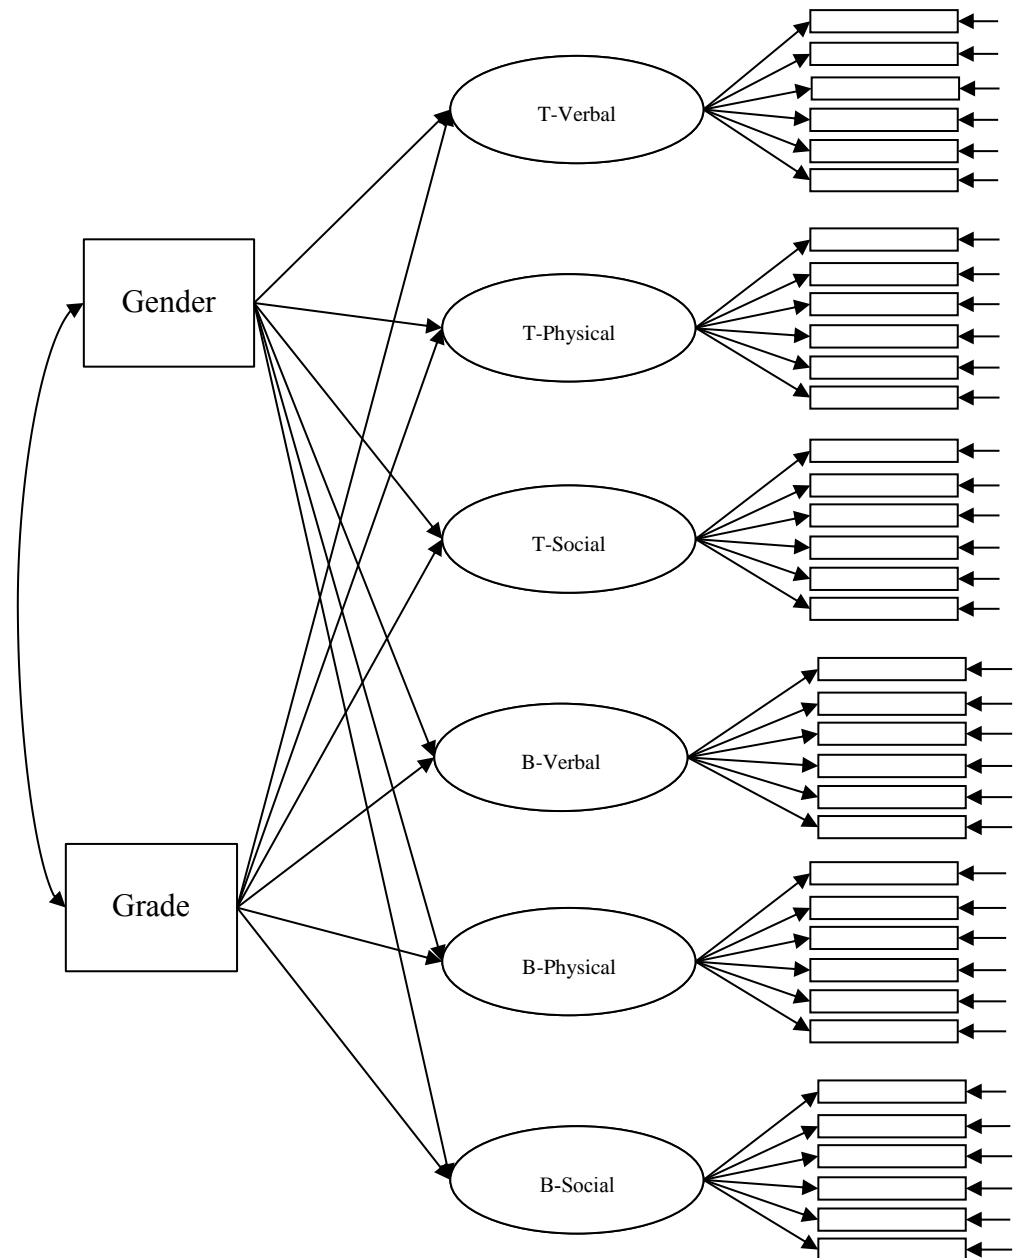 T-Verbal
Gender
T-Physical
T-Social
B-Verbal
Grade
B-Physical
B-Social